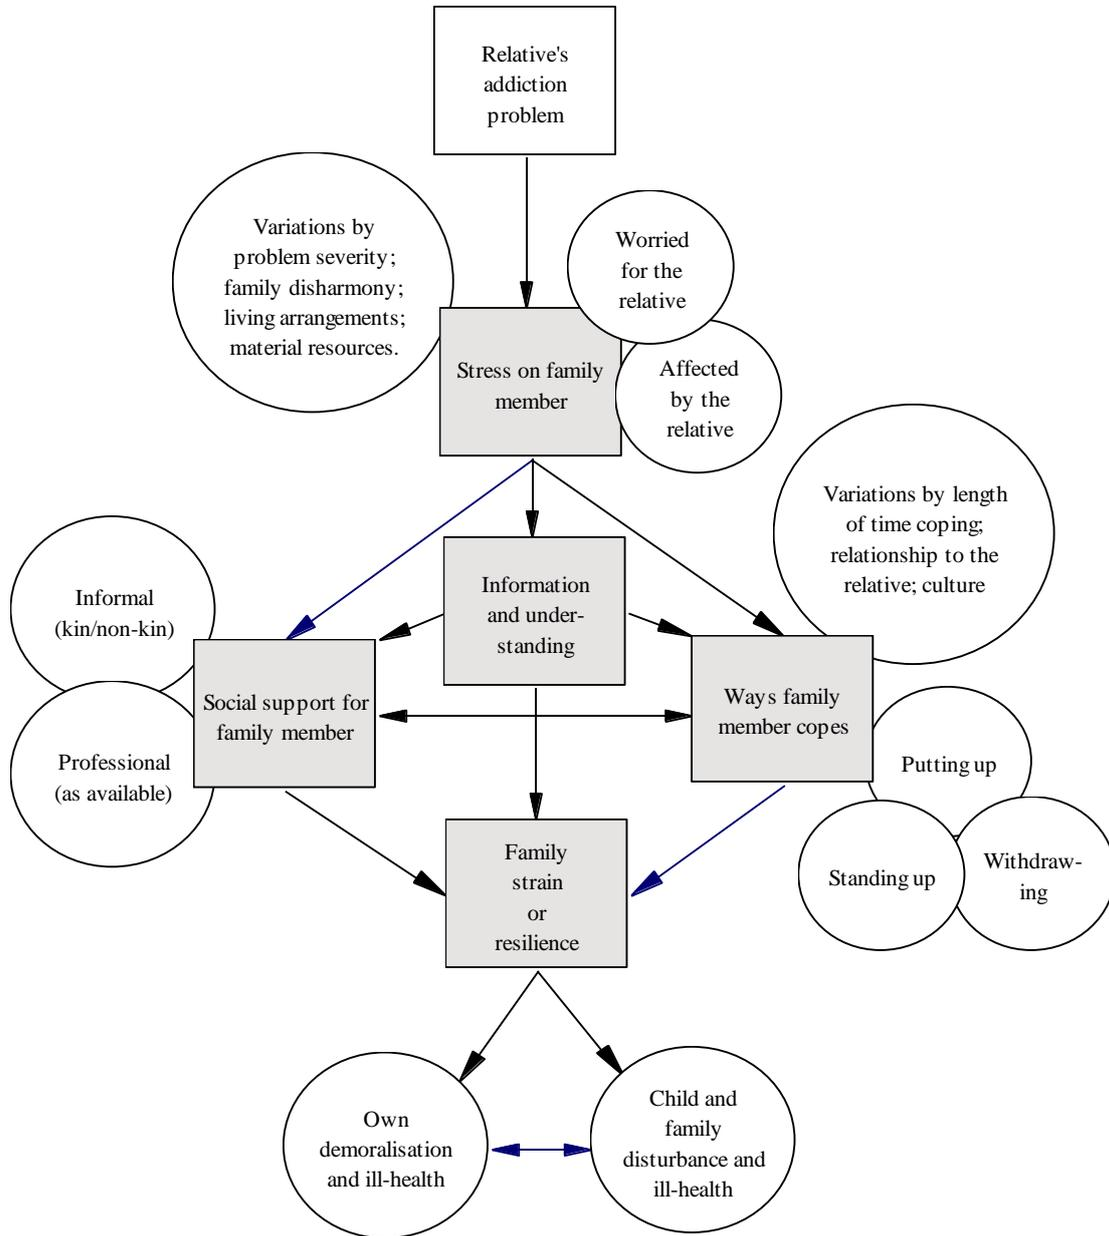 Relative's
addiction
problem
Variations by
problem severity;
family disharmony;
living arrangements;
material resources.
Worried
for the
relative
Stress on family
member
Affected
by the
relative
Variations by length
of time coping;
relationship to the
relative; culture
Informal
(kin/non-kin)
Information
and under-
standing
Social support for
family member
Ways family
member copes
Professional
(as available)
Putting up
Standing up
Withdraw-
ing
Family
strain
or
resilience
Own
demoralisation
and ill-health
Child and
family
disturbance and
ill-health